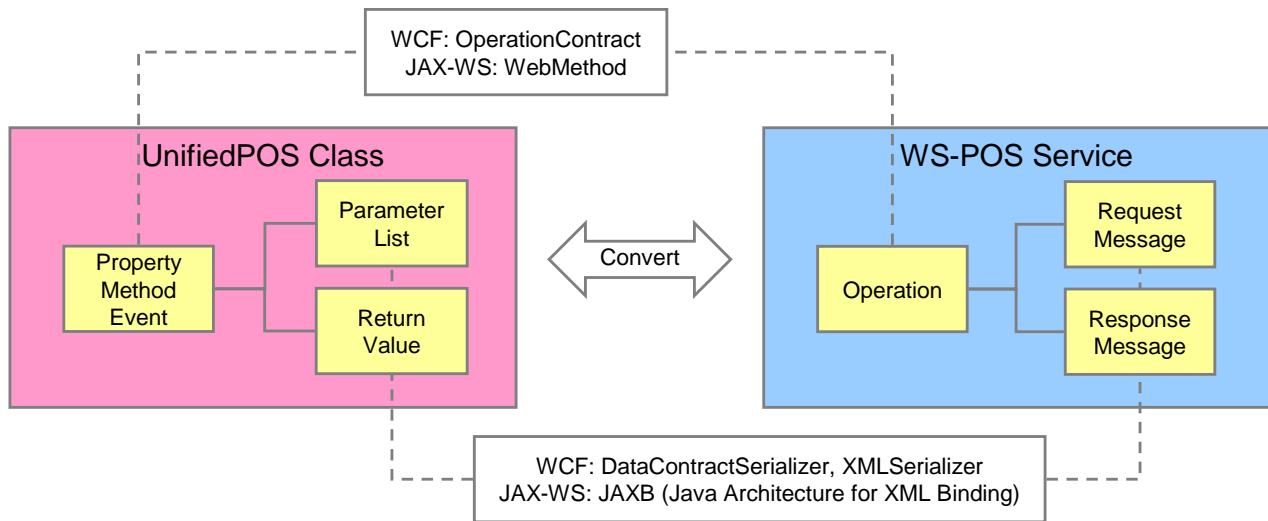 WCF: OperationContract
JAX-WS: WebMethod
UnifiedPOS Class
Parameter
List
Property
Method
Event
Return
Value
Convert
WS-POS Service
Request
Message
Operation
Response
Message
WCF: DataContractSerializer, XMLSerializer
JAX-WS: JAXB (Java Architecture for XML Binding)